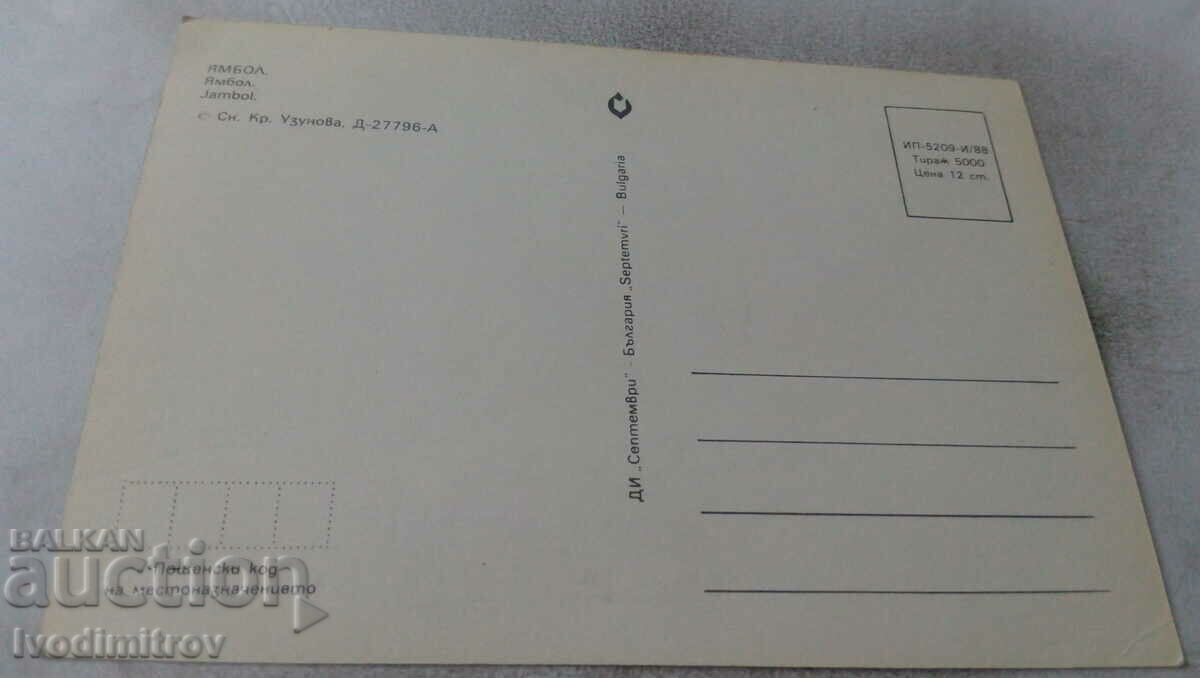 ЯМБОЛ.
Ямбол.
Jambol.
© Сн. Кр. Узунова, Д-27796-А
ИП-5209-И/88
Тираж 5000
Цена 12 ст.
ДИ „Септември" - България „Septemvri" — Bulgaria
Пощенски код
на местоназначението
BALKAN
auction
Ivodimitrov